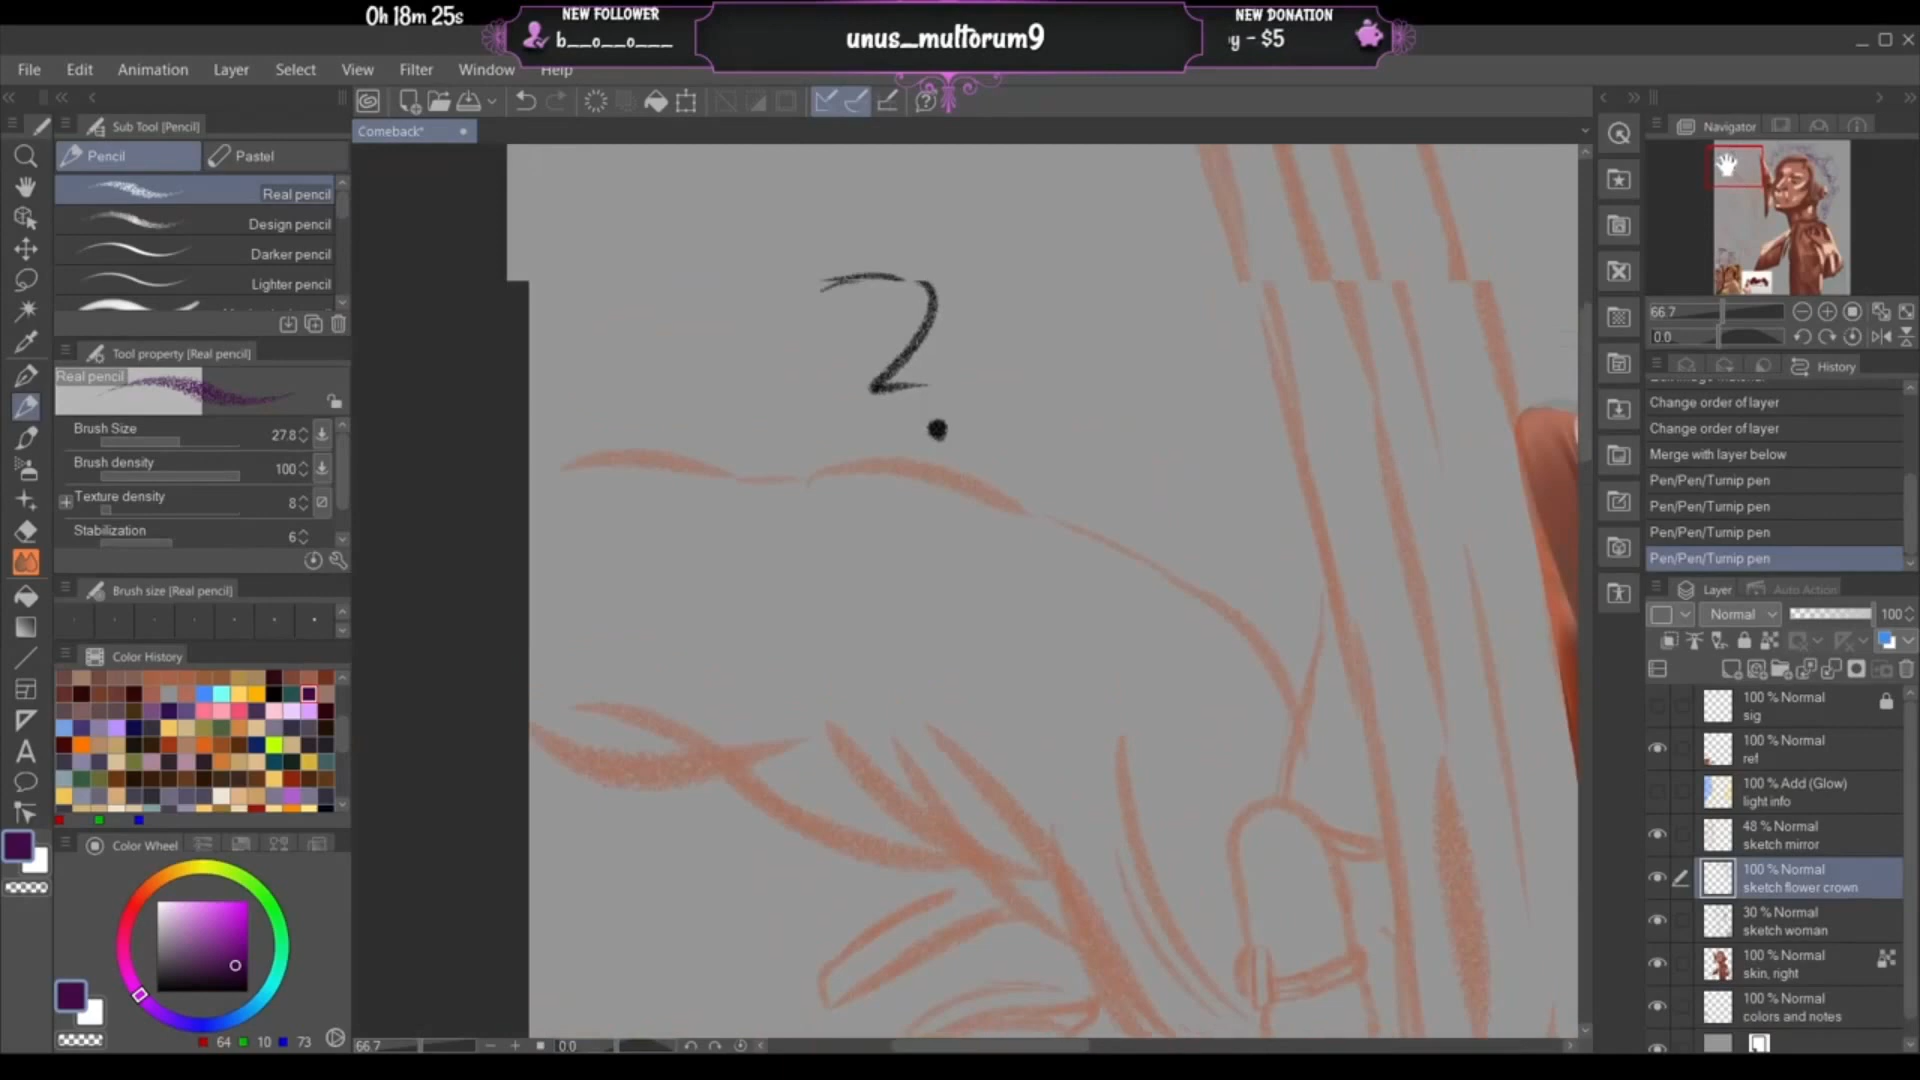 0h 18m 25s
NEW FOLLOWER
b__o__o___
unus_multorum9
NEW DONATION
y - $5
File Edit Animation Layer Select View Filter Window Help
Sub Tool [Pencil]
Pencil
Pastel
Real pencil
Design pencil
Darker pencil
Lighter pencil
Tool property [Real pencil]
Real pencil
Brush Size 27.8
Brush density 100
Texture density 8
Stabilization 6
Brush size [Real pencil]
Color History
Color Wheel
64 10 73
Comeback*
2.
66.7 0.0
Navigator
66.7
0.0
History
Change order of layer
Change order of layer
Merge with layer below
Pen/Pen/Turnip pen
Pen/Pen/Turnip pen
Pen/Pen/Turnip pen
Pen/Pen/Turnip pen
Layer
Auto Action
Normal 100
100 % Normal
sig
100 % Normal
ref
100 % Add (Glow)
light info
48 % Normal
sketch mirror
100 % Normal
sketch flower crown
30 % Normal
sketch woman
100 % Normal
skin, right
100 % Normal
colors and notes